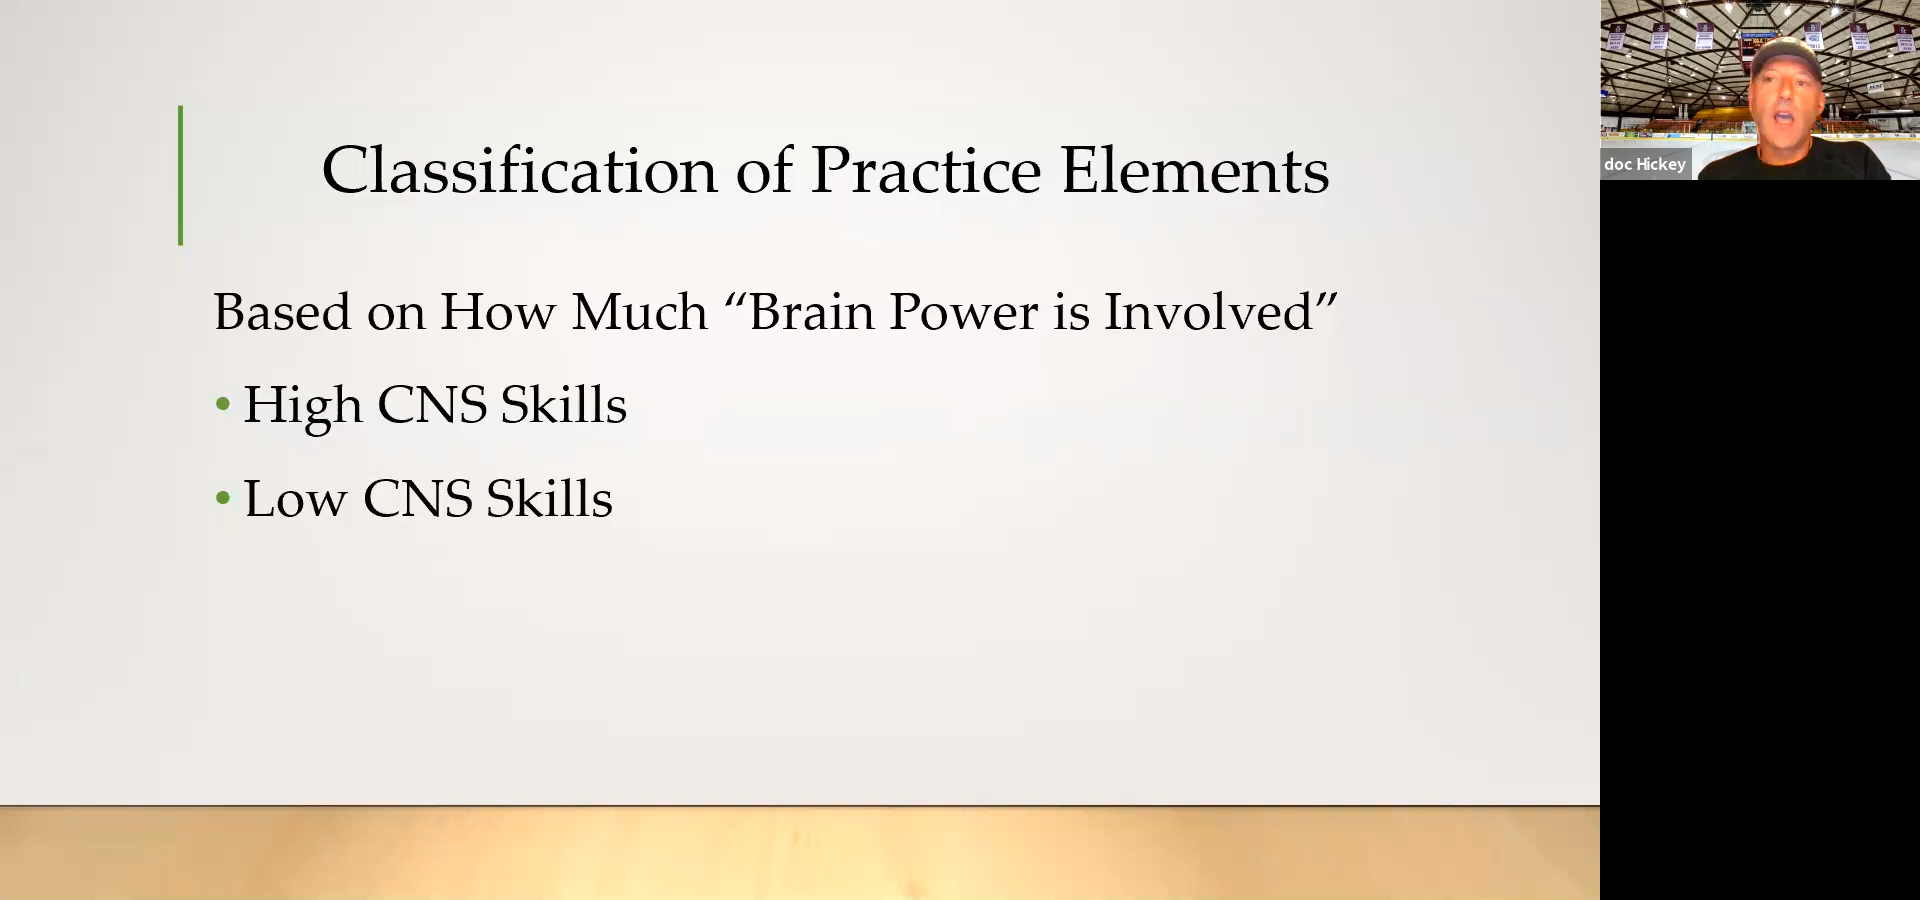 Classification of Practice Elements
Based on How Much “Brain Power is Involved”
• High CNS Skills
• Low CNS Skills
doc Hickey